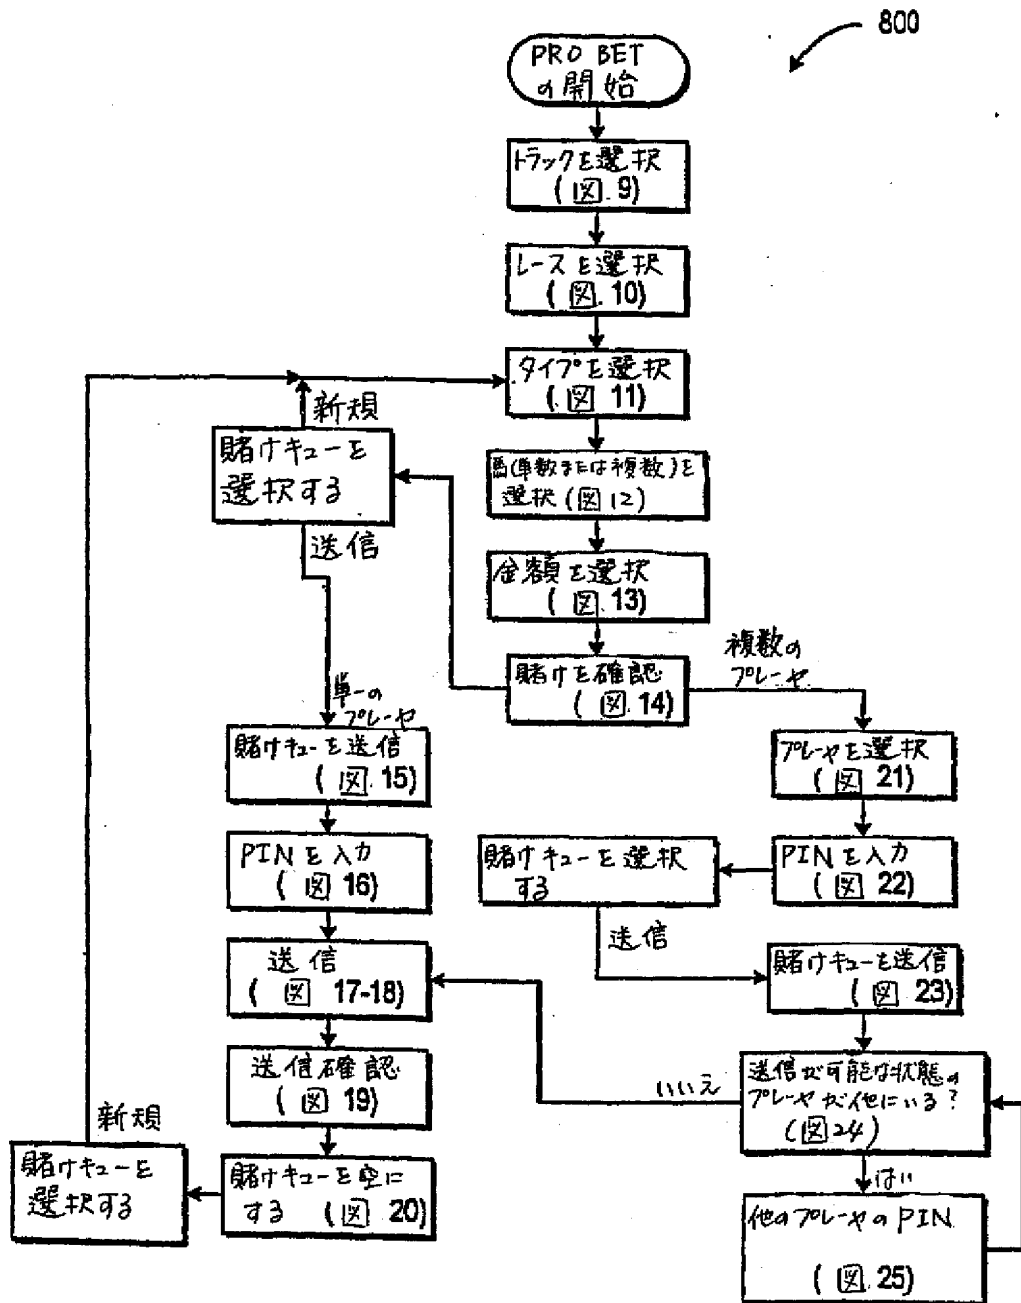 800
PRO BET
の開始
トラックを選択
(図. 9)
レースを選択
(図. 10)
タイプを選択
(図 11)
新規
賭けキューを
選択する
送信
馬(単数または複数)を
選択(図 12)
金額を選択
(図. 13)
賭けを確認
(図. 14)
複数の
プレーヤ
単一の
プレーヤ
賭けキューを送信
(図. 15)
プレーヤを選択
(図 21)
PINを入力
(図 16)
賭けキューを選択
する
PINを入力
(図 22)
送信
送信
(図 17-18)
賭けキューを送信
(図 23)
送信確認
(図 19)
いいえ
送信が可能な状態の
プレーヤが他にいる?
(図24)
はい
新規
賭けキューを
選択する
賭けキューを空に
する (図 20)
他のプレーヤのPIN
(図. 25)